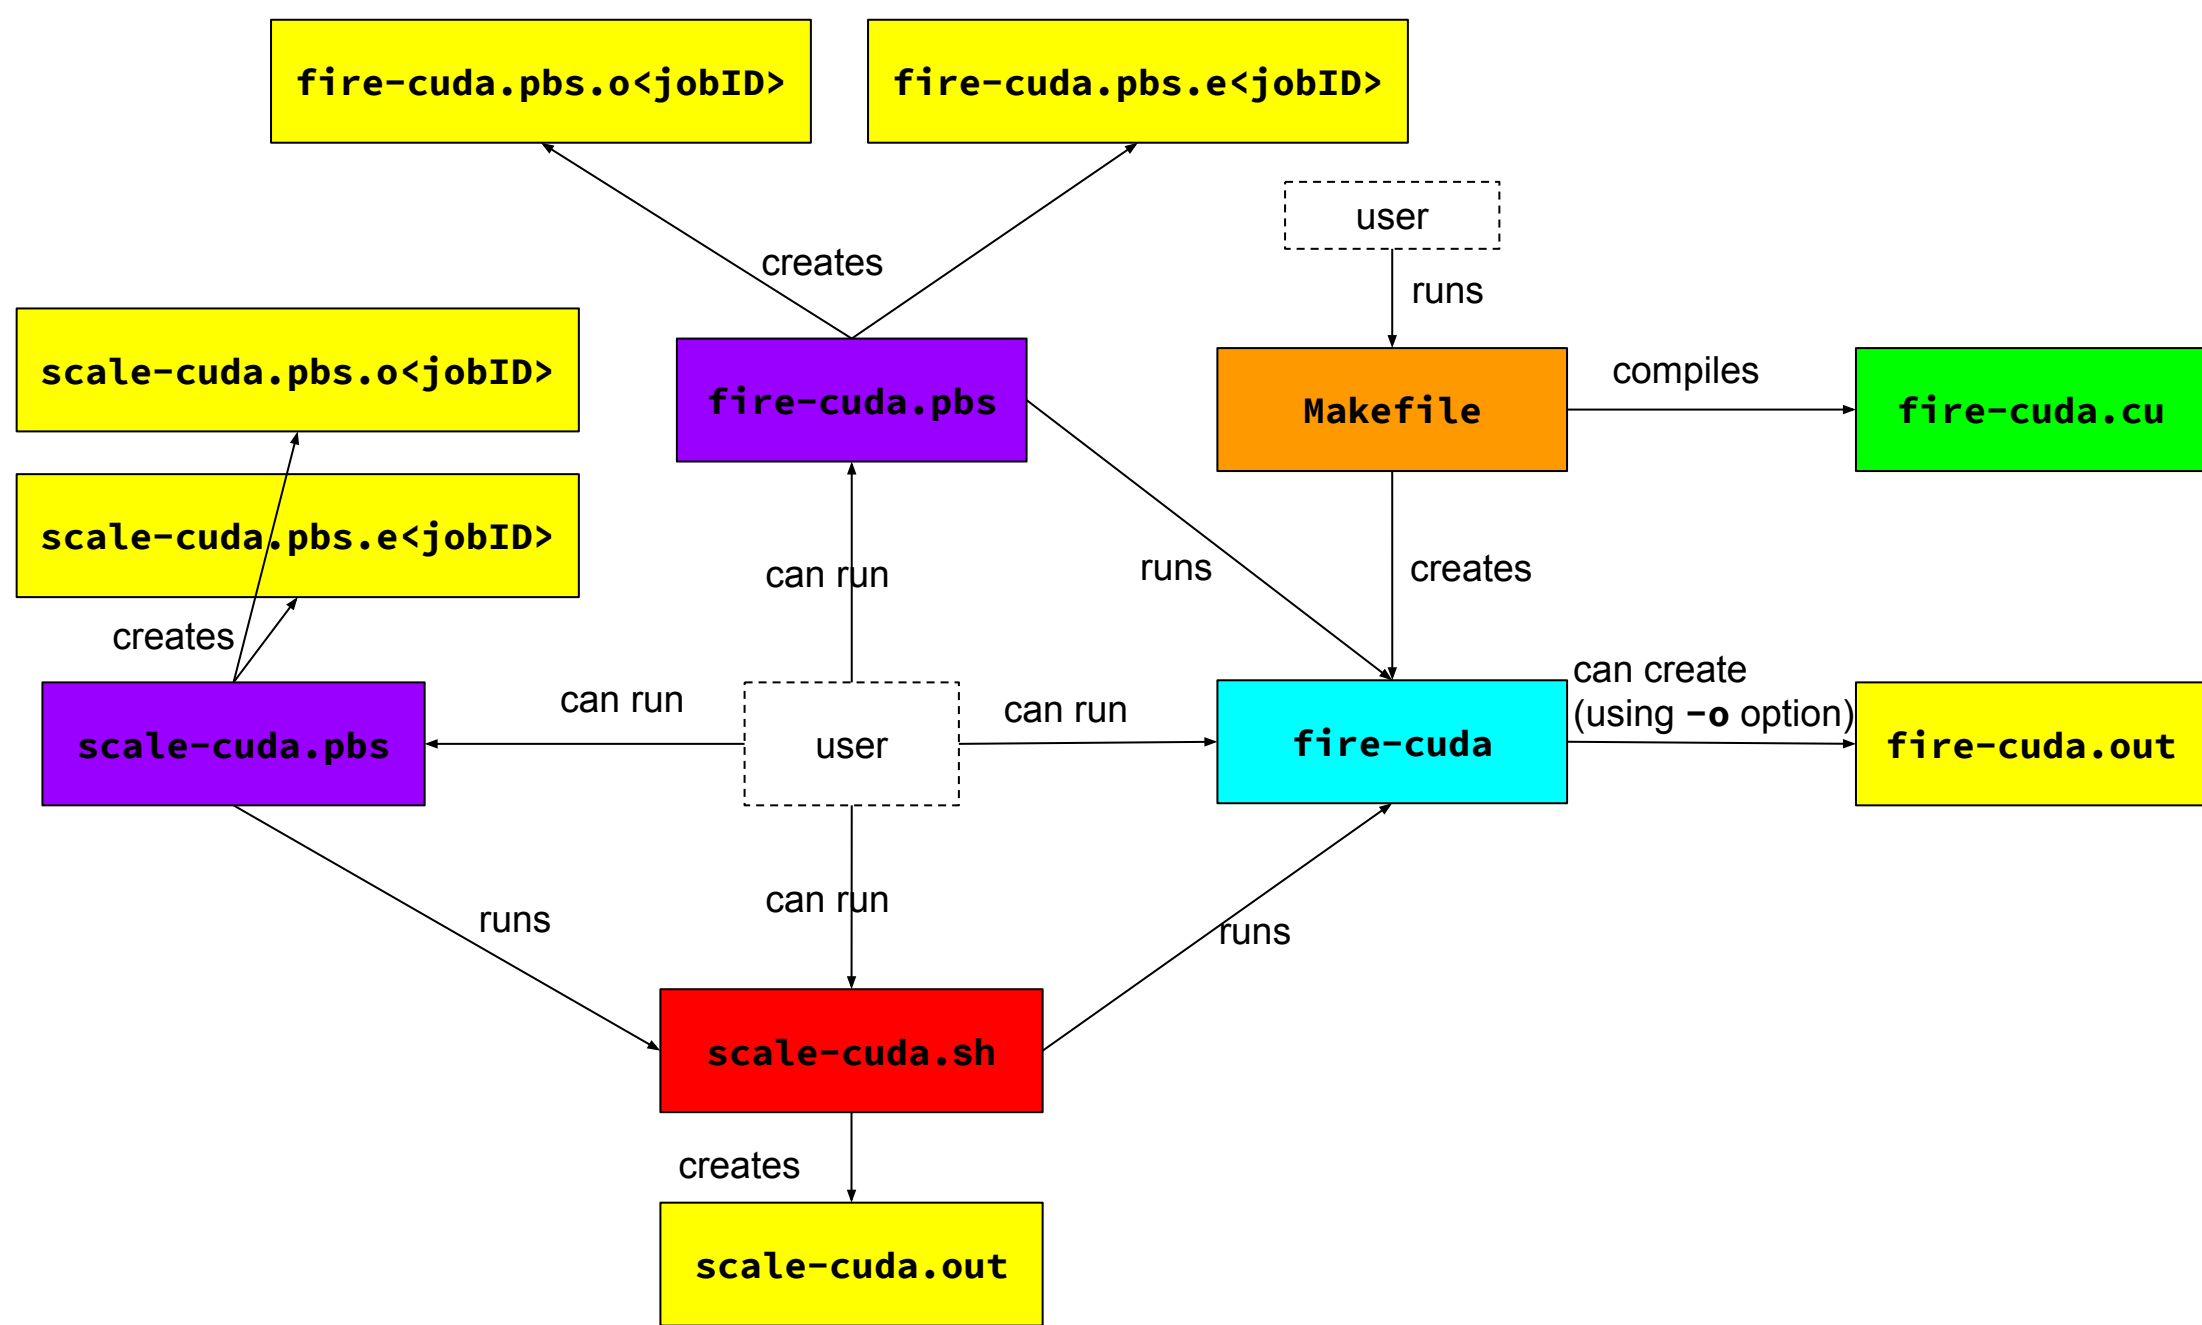 fire-cuda.pbs.o<jobID>
fire-cuda.pbs.e<jobID>
user
creates
runs
scale-cuda.pbs.o<jobID>
fire-cuda.pbs
Makefile
compiles
fire-cuda.cu
scale-cuda.pbs.e<jobID>
can run
runs
creates
creates
can create
(using -o option)
scale-cuda.pbs
can run
user
can run
fire-cuda
fire-cuda.out
runs
can run
runs
scale-cuda.sh
creates
scale-cuda.out